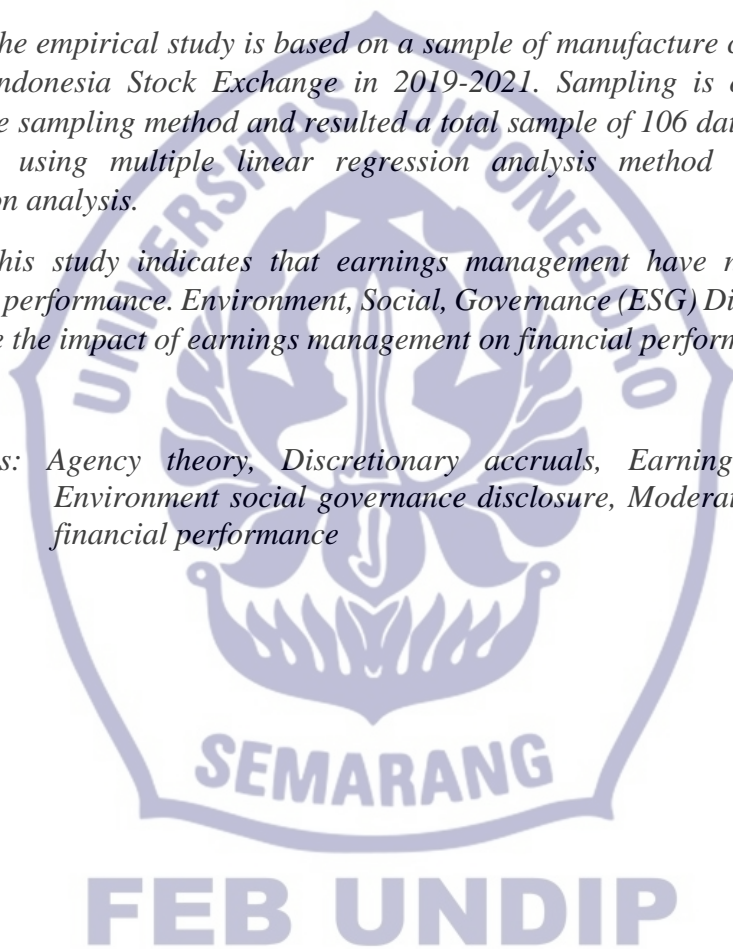 he empirical study is based on a sample of manufacture
ndonesia Stock Exchange in 2019-2021. Sampling is
e sampling method and resulted a total sample of 106 dat
using multiple linear regression analysis method
on analysis.
his study indicates that earnings management have
performance. Environment, Social, Governance (ESG) Di
e the impact of earnings management on financial perform
s: Agency theory, Discretionary accruals, Earning
Environment social governance disclosure, Moderat
financial performance
UNIVERSITAS DIPONEGORO
SEMARANG
FEB UNDIP